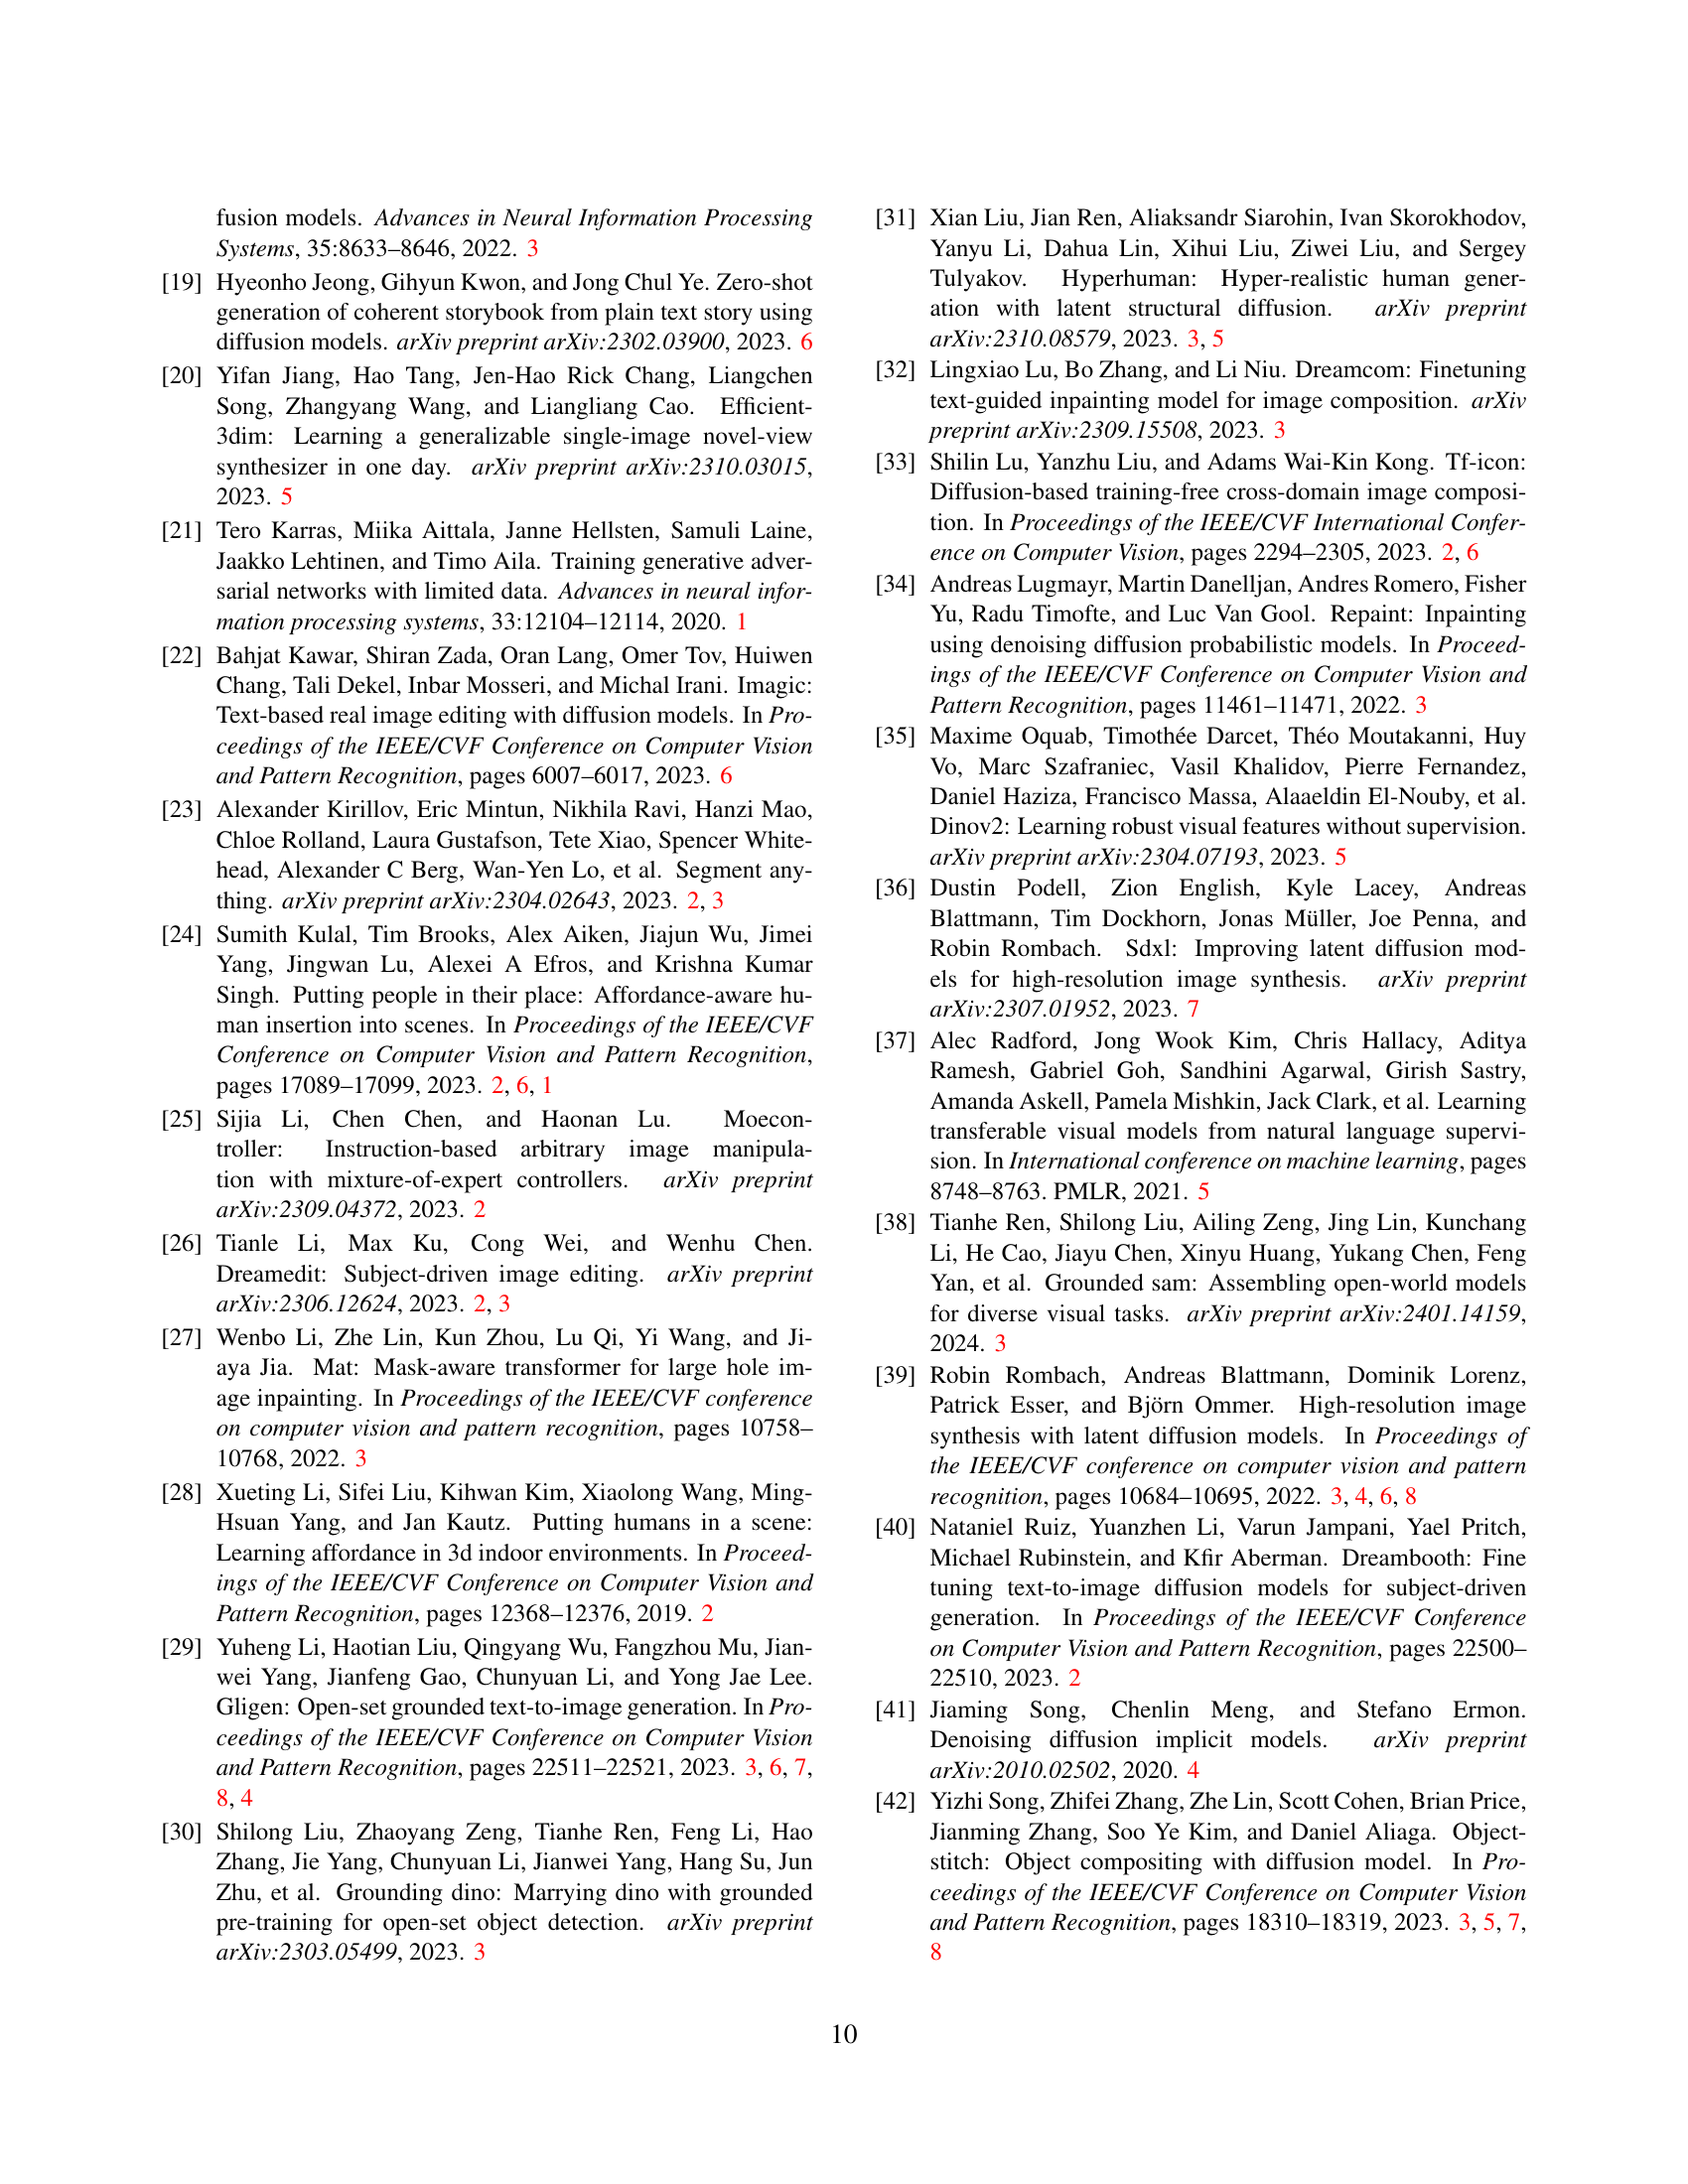 fusion models. Advances in Neural Information Processing
Systems, 35:8633–8646, 2022. 3
[19] Hyeonho Jeong, Gihyun Kwon, and Jong Chul Ye. Zero-shot
generation of coherent storybook from plain text story using
diffusion models. arXiv preprint arXiv:2302.03900, 2023. 6
[20] Yifan Jiang, Hao Tang, Jen-Hao Rick Chang, Liangchen
Song, Zhangyang Wang, and Liangliang Cao. Efficient-
3dim: Learning a generalizable single-image novel-view
synthesizer in one day. arXiv preprint arXiv:2310.03015,
2023. 5
[21] Tero Karras, Miika Aittala, Janne Hellsten, Samuli Laine,
Jaakko Lehtinen, and Timo Aila. Training generative adver-
sarial networks with limited data. Advances in neural infor-
mation processing systems, 33:12104–12114, 2020. 1
[22] Bahjat Kawar, Shiran Zada, Oran Lang, Omer Tov, Huiwen
Chang, Tali Dekel, Inbar Mosseri, and Michal Irani. Imagic:
Text-based real image editing with diffusion models. In Pro-
ceedings of the IEEE/CVF Conference on Computer Vision
and Pattern Recognition, pages 6007–6017, 2023. 6
[23] Alexander Kirillov, Eric Mintun, Nikhila Ravi, Hanzi Mao,
Chloe Rolland, Laura Gustafson, Tete Xiao, Spencer White-
head, Alexander C Berg, Wan-Yen Lo, et al. Segment any-
thing. arXiv preprint arXiv:2304.02643, 2023. 2, 3
[24] Sumith Kulal, Tim Brooks, Alex Aiken, Jiajun Wu, Jimei
Yang, Jingwan Lu, Alexei A Efros, and Krishna Kumar
Singh. Putting people in their place: Affordance-aware hu-
man insertion into scenes. In Proceedings of the IEEE/CVF
Conference on Computer Vision and Pattern Recognition,
pages 17089–17099, 2023. 2, 6, 1
[25] Sijia Li, Chen Chen, and Haonan Lu. Moecon-
troller: Instruction-based arbitrary image manipula-
tion with mixture-of-expert controllers. arXiv preprint
arXiv:2309.04372, 2023. 2
[26] Tianle Li, Max Ku, Cong Wei, and Wenhu Chen.
Dreamedit: Subject-driven image editing. arXiv preprint
arXiv:2306.12624, 2023. 2, 3
[27] Wenbo Li, Zhe Lin, Kun Zhou, Lu Qi, Yi Wang, and Ji-
aya Jia. Mat: Mask-aware transformer for large hole im-
age inpainting. In Proceedings of the IEEE/CVF conference
on computer vision and pattern recognition, pages 10758–
10768, 2022. 3
[28] Xueting Li, Sifei Liu, Kihwan Kim, Xiaolong Wang, Ming-
Hsuan Yang, and Jan Kautz. Putting humans in a scene:
Learning affordance in 3d indoor environments. In Proceed-
ings of the IEEE/CVF Conference on Computer Vision and
Pattern Recognition, pages 12368–12376, 2019. 2
[29] Yuheng Li, Haotian Liu, Qingyang Wu, Fangzhou Mu, Jian-
wei Yang, Jianfeng Gao, Chunyuan Li, and Yong Jae Lee.
Gligen: Open-set grounded text-to-image generation. In Pro-
ceedings of the IEEE/CVF Conference on Computer Vision
and Pattern Recognition, pages 22511–22521, 2023. 3, 6, 7,
8, 4
[30] Shilong Liu, Zhaoyang Zeng, Tianhe Ren, Feng Li, Hao
Zhang, Jie Yang, Chunyuan Li, Jianwei Yang, Hang Su, Jun
Zhu, et al. Grounding dino: Marrying dino with grounded
pre-training for open-set object detection. arXiv preprint
arXiv:2303.05499, 2023. 3
[31] Xian Liu, Jian Ren, Aliaksandr Siarohin, Ivan Skorokhodov,
Yanyu Li, Dahua Lin, Xihui Liu, Ziwei Liu, and Sergey
Tulyakov. Hyperhuman: Hyper-realistic human gener-
ation with latent structural diffusion. arXiv preprint
arXiv:2310.08579, 2023. 3, 5
[32] Lingxiao Lu, Bo Zhang, and Li Niu. Dreamcom: Finetuning
text-guided inpainting model for image composition. arXiv
preprint arXiv:2309.15508, 2023. 3
[33] Shilin Lu, Yanzhu Liu, and Adams Wai-Kin Kong. Tf-icon:
Diffusion-based training-free cross-domain image composi-
tion. In Proceedings of the IEEE/CVF International Confer-
ence on Computer Vision, pages 2294–2305, 2023. 2, 6
[34] Andreas Lugmayr, Martin Danelljan, Andres Romero, Fisher
Yu, Radu Timofte, and Luc Van Gool. Repaint: Inpainting
using denoising diffusion probabilistic models. In Proceed-
ings of the IEEE/CVF Conference on Computer Vision and
Pattern Recognition, pages 11461–11471, 2022. 3
[35] Maxime Oquab, Timothée Darcet, Théo Moutakanni, Huy
Vo, Marc Szafraniec, Vasil Khalidov, Pierre Fernandez,
Daniel Haziza, Francisco Massa, Alaaeldin El-Nouby, et al.
Dinov2: Learning robust visual features without supervision.
arXiv preprint arXiv:2304.07193, 2023. 5
[36] Dustin Podell, Zion English, Kyle Lacey, Andreas
Blattmann, Tim Dockhorn, Jonas Müller, Joe Penna, and
Robin Rombach. Sdxl: Improving latent diffusion mod-
els for high-resolution image synthesis. arXiv preprint
arXiv:2307.01952, 2023. 7
[37] Alec Radford, Jong Wook Kim, Chris Hallacy, Aditya
Ramesh, Gabriel Goh, Sandhini Agarwal, Girish Sastry,
Amanda Askell, Pamela Mishkin, Jack Clark, et al. Learning
transferable visual models from natural language supervi-
sion. In International conference on machine learning, pages
8748–8763. PMLR, 2021. 5
[38] Tianhe Ren, Shilong Liu, Ailing Zeng, Jing Lin, Kunchang
Li, He Cao, Jiayu Chen, Xinyu Huang, Yukang Chen, Feng
Yan, et al. Grounded sam: Assembling open-world models
for diverse visual tasks. arXiv preprint arXiv:2401.14159,
2024. 3
[39] Robin Rombach, Andreas Blattmann, Dominik Lorenz,
Patrick Esser, and Björn Ommer. High-resolution image
synthesis with latent diffusion models. In Proceedings of
the IEEE/CVF conference on computer vision and pattern
recognition, pages 10684–10695, 2022. 3, 4, 6, 8
[40] Nataniel Ruiz, Yuanzhen Li, Varun Jampani, Yael Pritch,
Michael Rubinstein, and Kfir Aberman. Dreambooth: Fine
tuning text-to-image diffusion models for subject-driven
generation. In Proceedings of the IEEE/CVF Conference
on Computer Vision and Pattern Recognition, pages 22500–
22510, 2023. 2
[41] Jiaming Song, Chenlin Meng, and Stefano Ermon.
Denoising diffusion implicit models. arXiv preprint
arXiv:2010.02502, 2020. 4
[42] Yizhi Song, Zhifei Zhang, Zhe Lin, Scott Cohen, Brian Price,
Jianming Zhang, Soo Ye Kim, and Daniel Aliaga. Object-
stitch: Object compositing with diffusion model. In Pro-
ceedings of the IEEE/CVF Conference on Computer Vision
and Pattern Recognition, pages 18310–18319, 2023. 3, 5, 7,
8
10